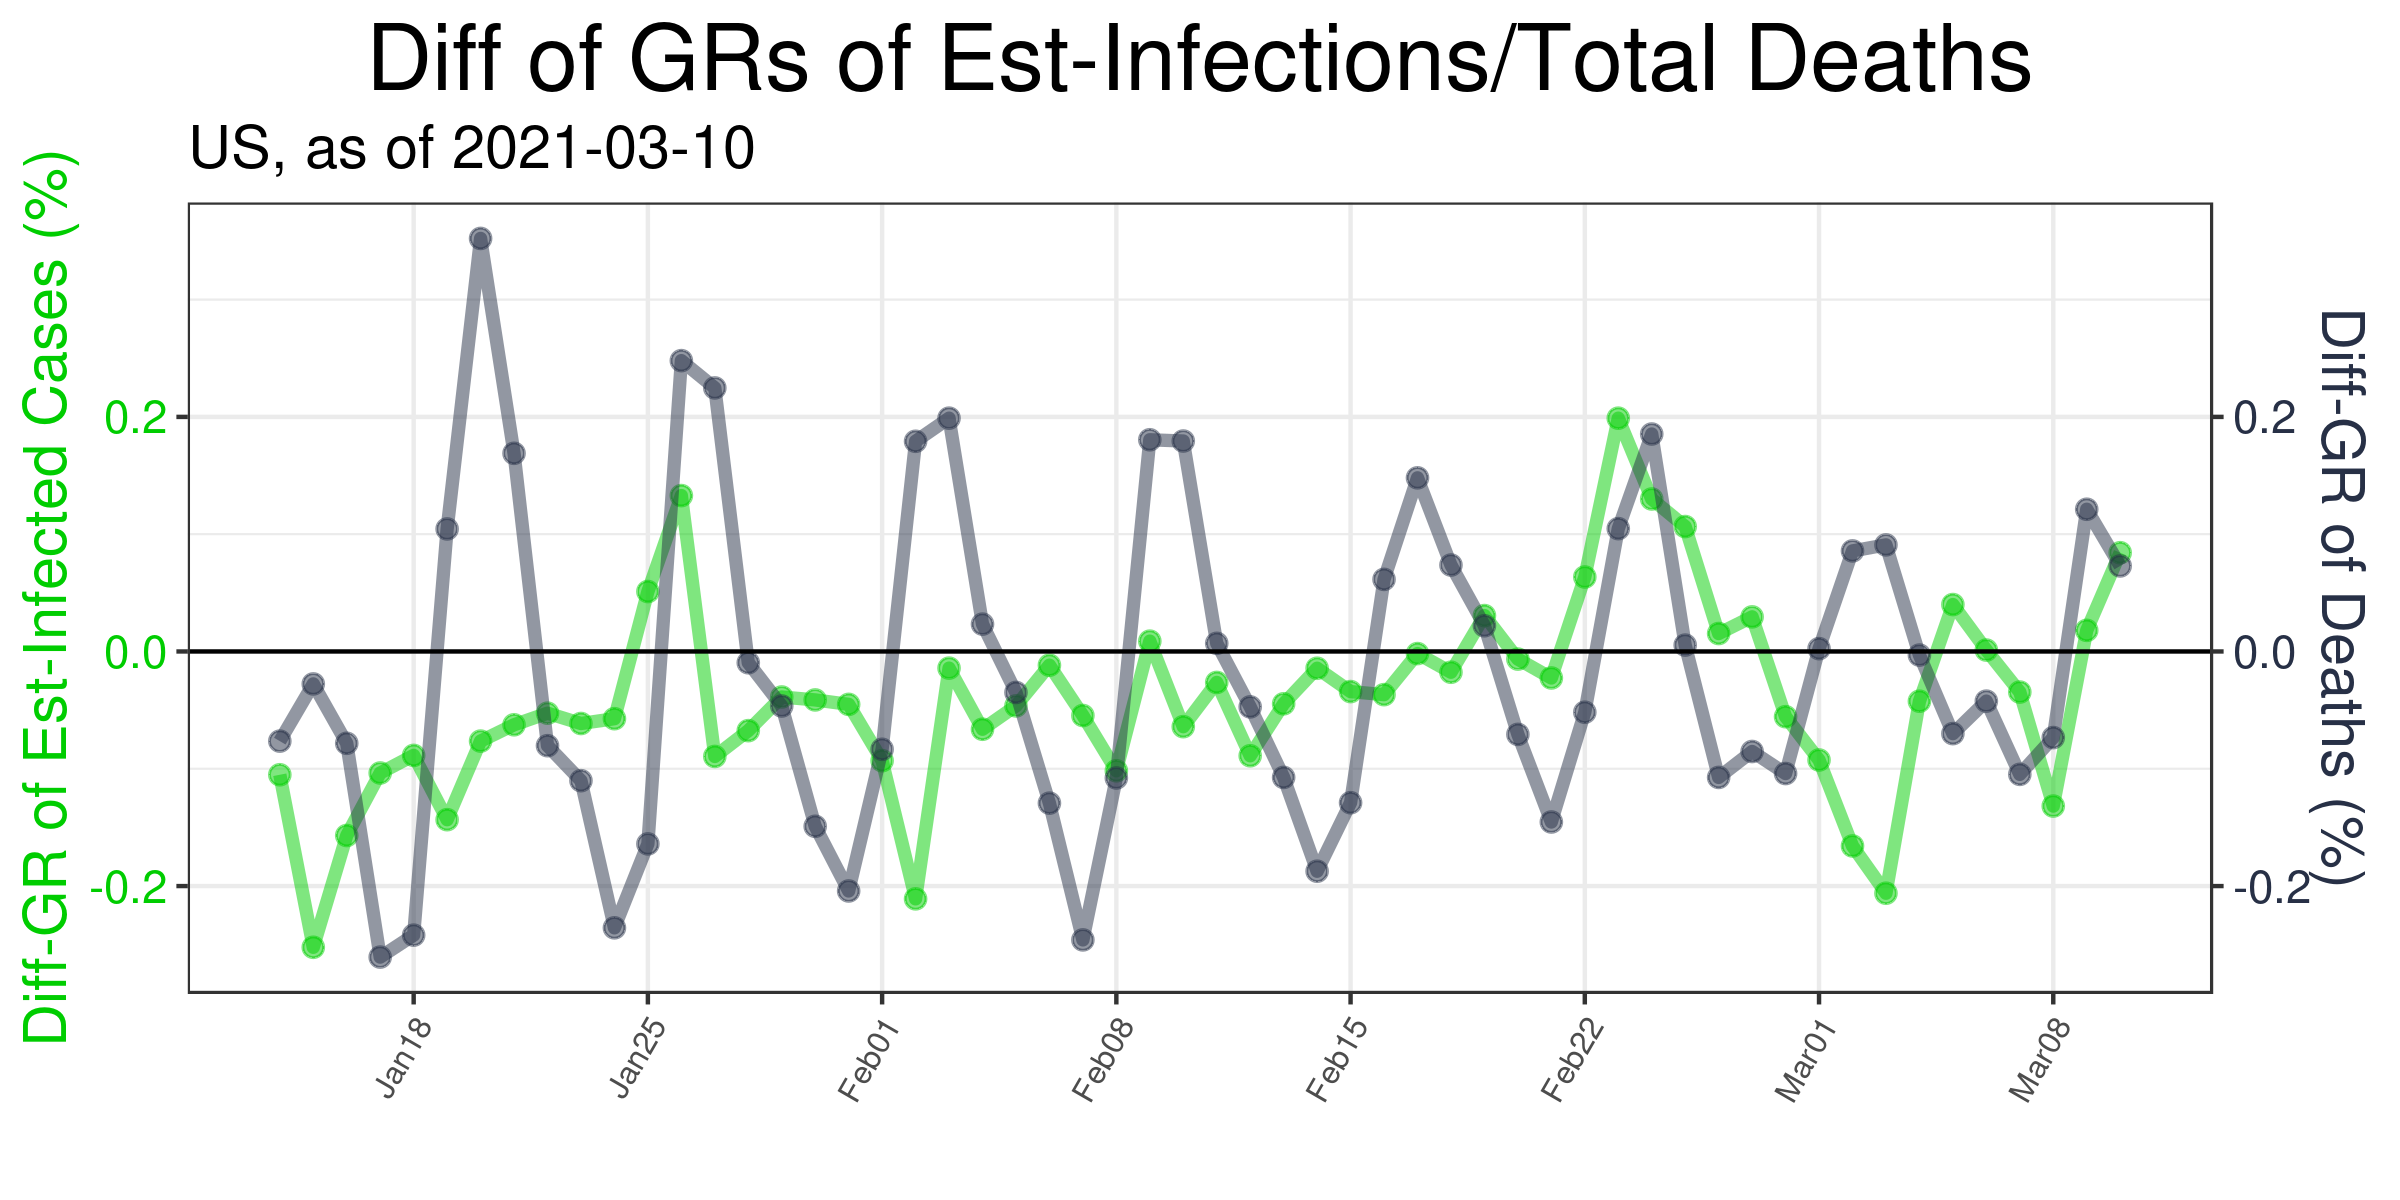 Diff of GRs of Est-Infections/Total Deaths
US, as of 2021-03-10
Diff-GR of Est-Infected Cases (%)
0.2
0.0
-0.2
0.2
0.0
-0.2
Diff-GR of Deaths (%)
Jan18
Jan25
Feb01
Feb08
Feb15
Feb22
Mar01
Mar08